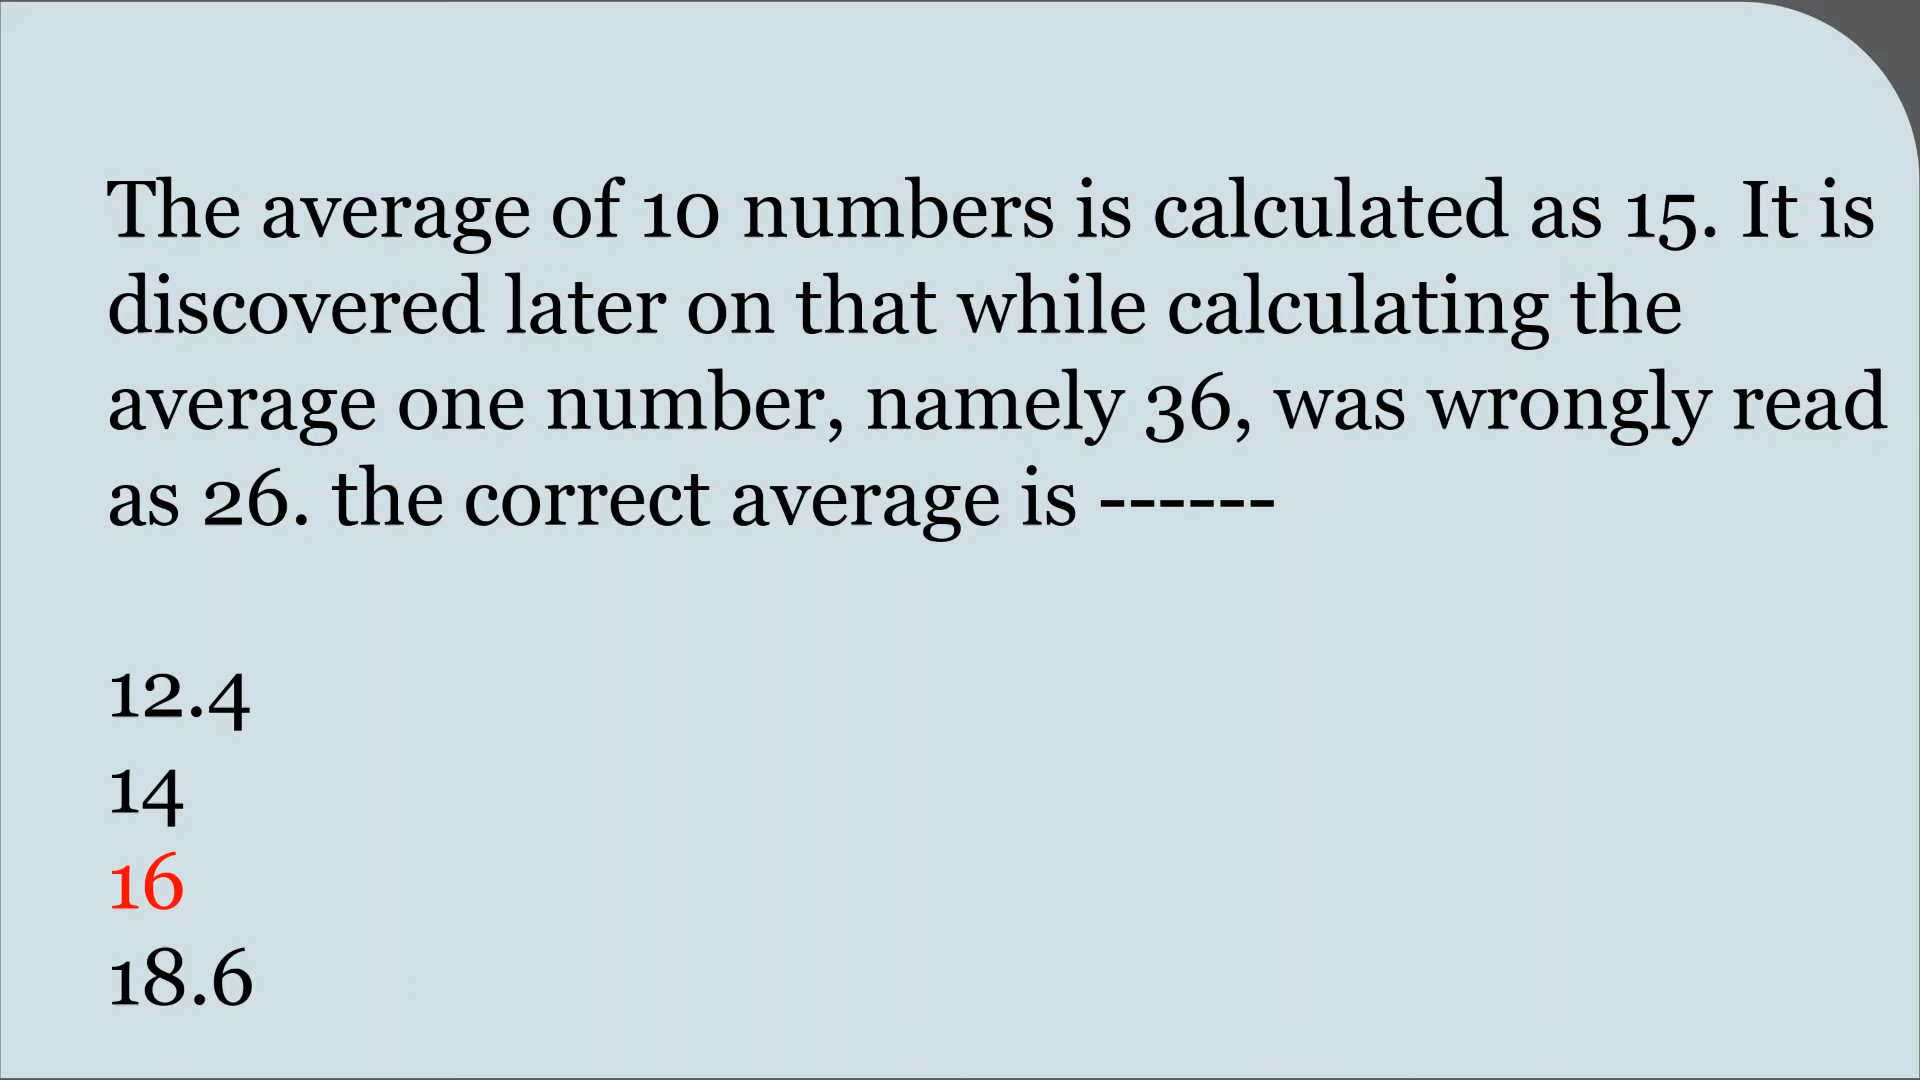 The average of 10 numbers is calculated as 15. It is
discovered later on that while calculating the
average one number, namely 36, was wrongly read
as 26. the correct average is ------
12.4
14
16
18.6